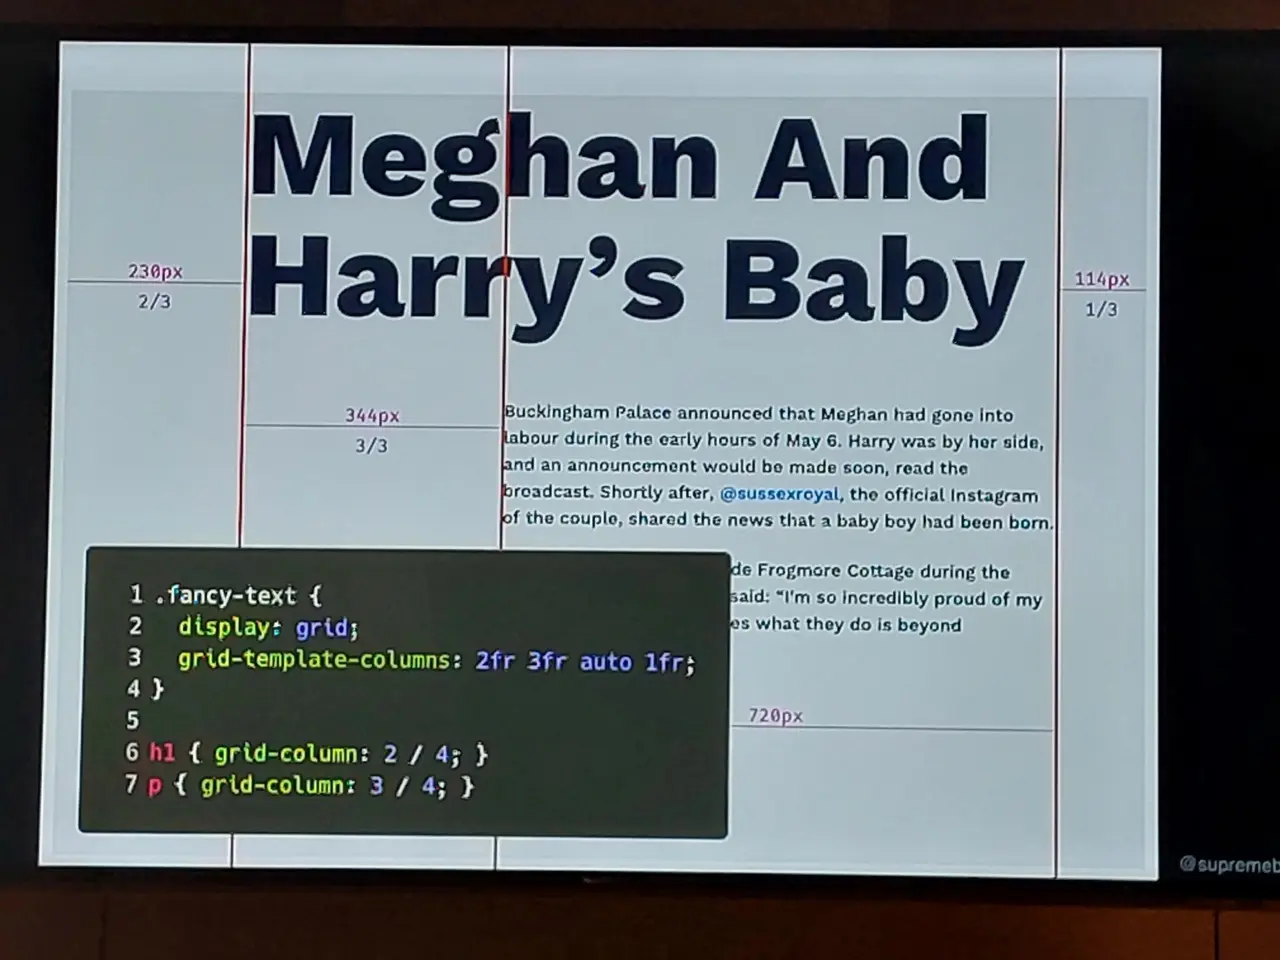 Meghan And
Harry’s Baby
230px
2/3
114px
1/3
344px
3/3
Buckingham Palace announced that Meghan had gone into
labour during the early hours of May 6. Harry was by her side,
and an announcement would be made soon, read the
broadcast. Shortly after, @sussexroyal, the official Instagram
of the couple, shared the news that a baby boy had been born.
de Frogmore Cottage during the
said: “I'm so incredibly proud of my
es what they do is beyond
720px
1 .fancy-text {
2 display: grid;
3 grid-template-columns: 2fr 3fr auto 1fr;
4 }
5
6 h1 { grid-column: 2 / 4; }
7 p { grid-column: 3 / 4; }
@supremeb